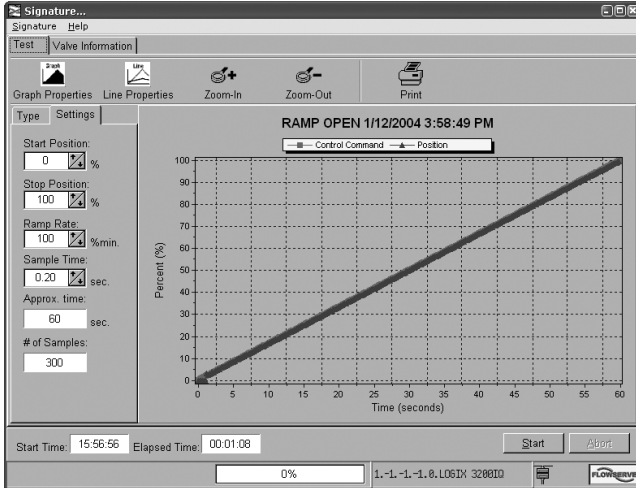 Signature...
Signature Help
Test Valve Information
Graph Line
Graph Properties Line Properties Zoom-In Zoom-Out Print
Type Settings
Start Position:
0 %
Stop Position:
100 %
Ramp Rate:
100 %min.
Sample Time:
0.20 sec.
Approx. time:
60 sec.
# of Samples:
300
RAMP OPEN 1/12/2004 3:58:49 PM
Control Command Position
Percent (%)
100
90
80
70
60
50
40
30
20
10
0
0 5 10 15 20 25 30 35 40 45 50 55 60
Time (seconds)
Start Time: 15:56:56 Elapsed Time: 00:01:08 Start Abort
0% 1.-1.-1.-1.0.LOGIX 3200IQ FLOWSERVE